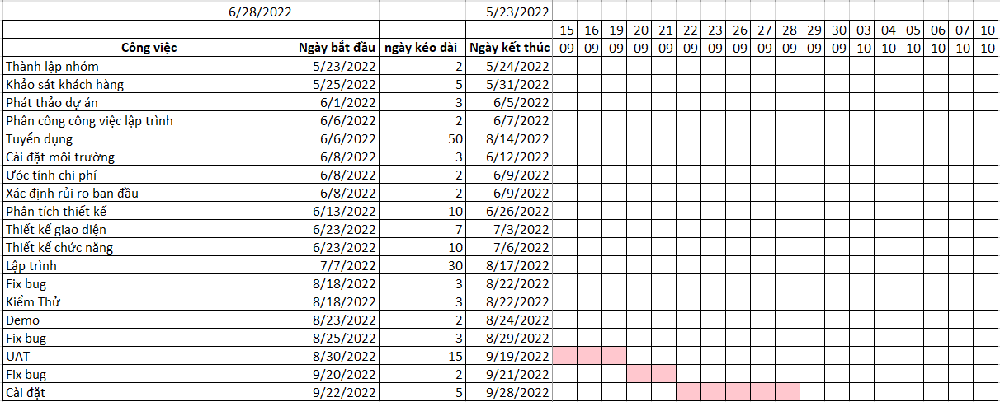 6/28/2022 5/23/2022
15 16 19 20 21 22 23 26 27 28 29 30 03 04 05 06 07 10
Công việc Ngày bắt đầu ngày kéo dài Ngày kết thúc 09 09 09 09 09 09 09 09 09 09 09 09 10 10 10 10 10 10
Thành lập nhóm 5/23/2022 2 5/24/2022
Khảo sát khách hàng 5/25/2022 5 5/31/2022
Phát thảo dự án 6/1/2022 3 6/5/2022
Phân công công việc lập trình 6/6/2022 2 6/7/2022
Tuyển dụng 6/6/2022 50 8/14/2022
Cài đặt môi trường 6/8/2022 3 6/12/2022
Ước tính chi phí 6/8/2022 2 6/9/2022
Xác định rủi ro ban đầu 6/8/2022 2 6/9/2022
Phân tích thiết kế 6/13/2022 10 6/26/2022
Thiết kế giao diện 6/23/2022 7 7/3/2022
Thiết kế chức năng 6/23/2022 10 7/6/2022
Lập trình 7/7/2022 30 8/17/2022
Fix bug 8/18/2022 3 8/22/2022
Kiểm Thử 8/18/2022 3 8/22/2022
Demo 8/23/2022 2 8/24/2022
Fix bug 8/25/2022 3 8/29/2022
UAT 8/30/2022 15 9/19/2022
Fix bug 9/20/2022 2 9/21/2022
Cài đặt 9/22/2022 5 9/28/2022